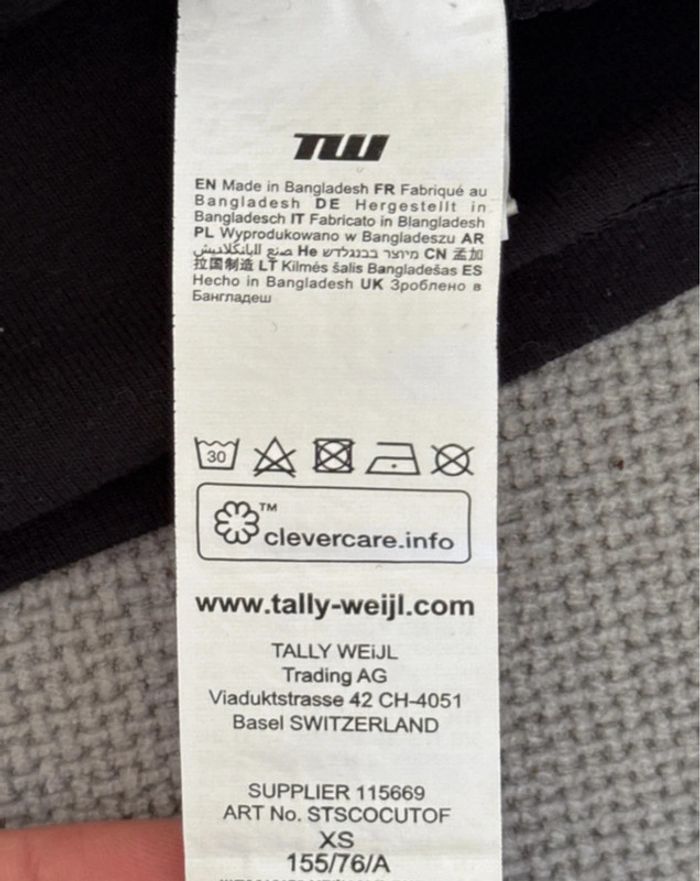 TW
EN Made in Bangladesh FR Fabriqué au
Bangladesh DE Hergestellt in
Bangladesch IT Fabricato in Blangladesh
PL Wyprodukowano w Bangladeszu AR
صنع اللبانكلاديش He מיוצר בבנגלדש CN 孟加
拉国制造 LT Kilmés šalis Bangladešas ES
Hecho in Bangladesh UK Зроблено в
Бангладеш
30
TM
clevercare.info
www.tally-weijl.com
TALLY WEiJL
Trading AG
Viaduktstrasse 42 CH-4051
Basel SWITZERLAND
SUPPLIER 115669
ART No. STSCOCUTOF
XS
155/76/A